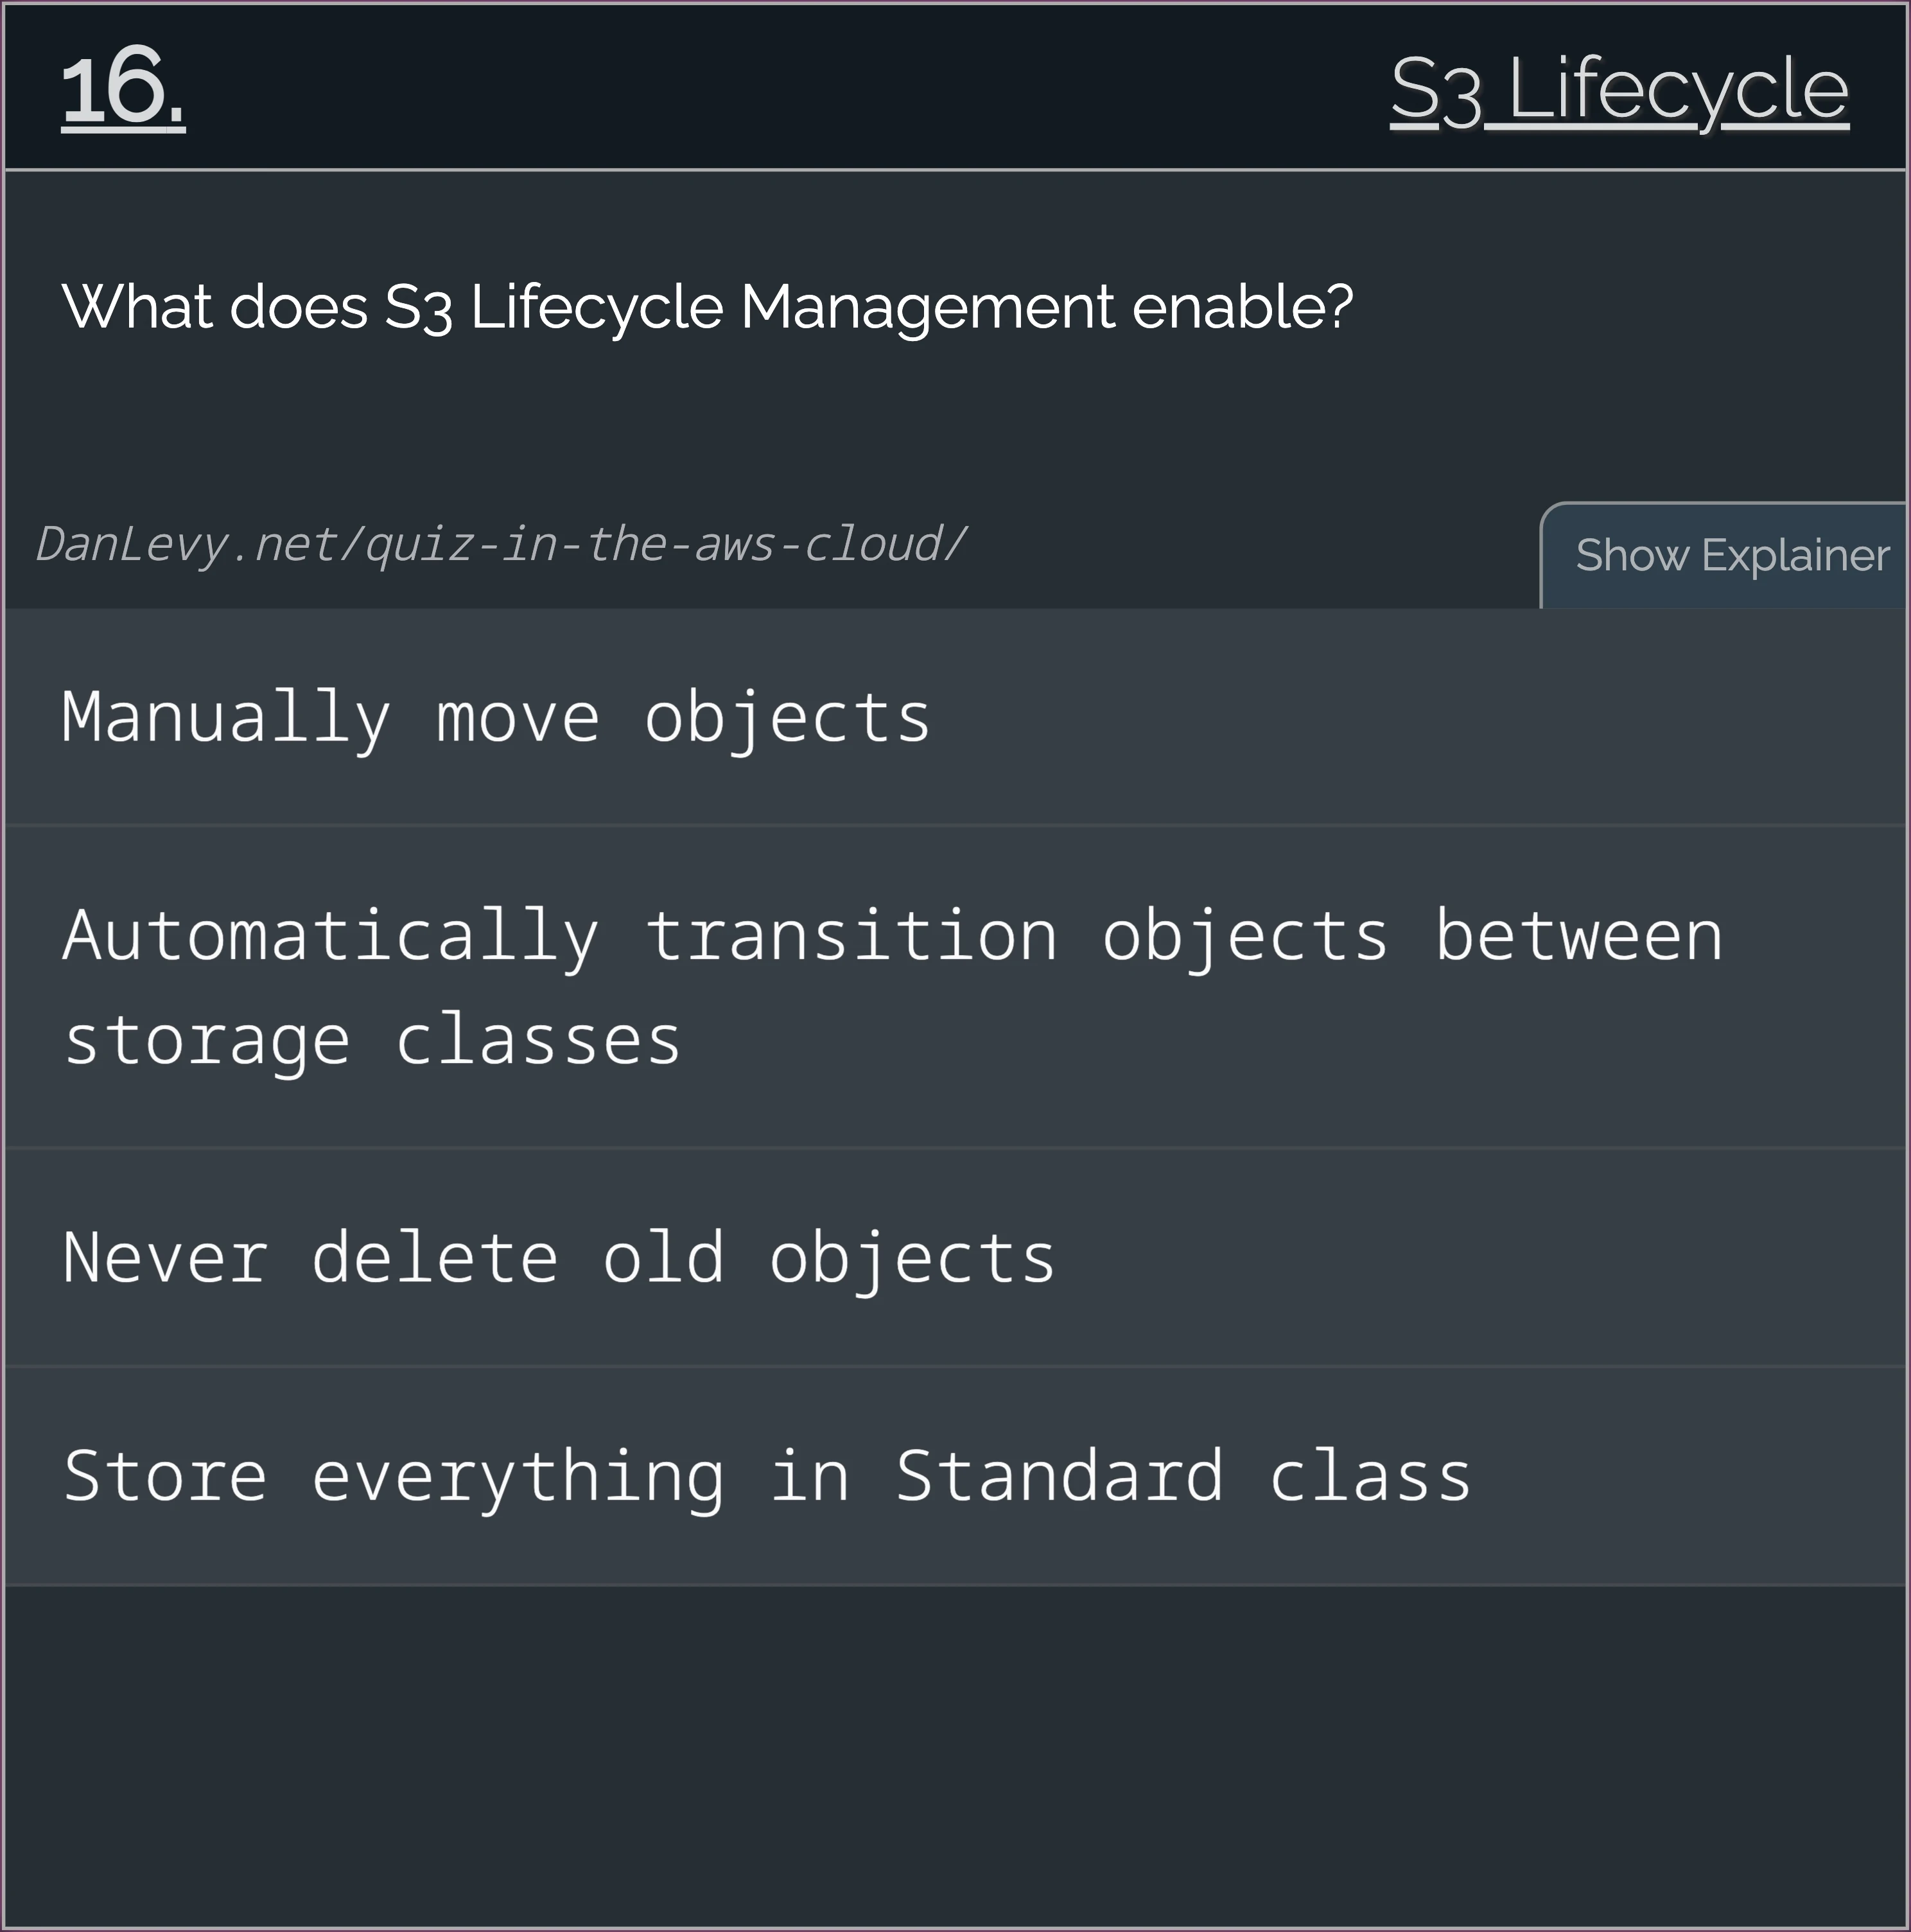 16.
S3 Lifecycle
What does S3 Lifecycle Management enable?
DanLevy.net/quiz-in-the-aws-cloud/
Show Explainer
Manually move objects
Automatically transition objects between
storage classes
Never delete old objects
Store everything in Standard class